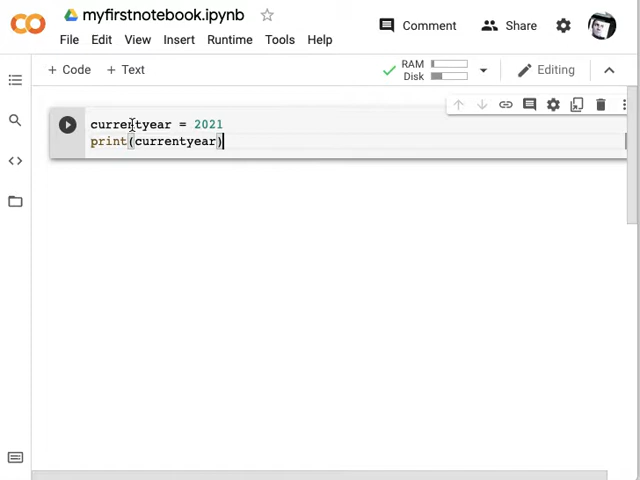 myfirstnotebook.ipynb
Comment
Share
File Edit View Insert Runtime Tools Help
+ Code + Text
RAM
Disk
Editing
currentyear = 2021
print(currentyear)